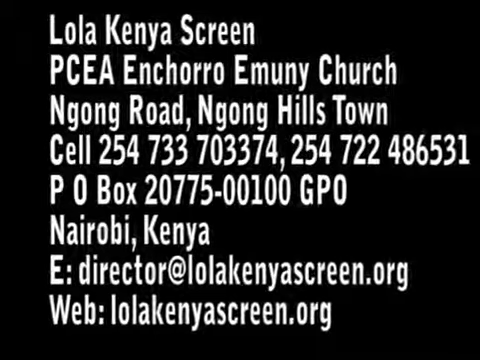 Lola Kenya Screen
PCEA Enchorro Emuny Church
Ngong Road, Ngong Hills Town
Cell 254 733 703374, 254 722 486531
P O Box 20775-00100 GPO
Nairobi, Kenya
E: director@lolakenyascreen.org
Web: lolakenyascreen.org